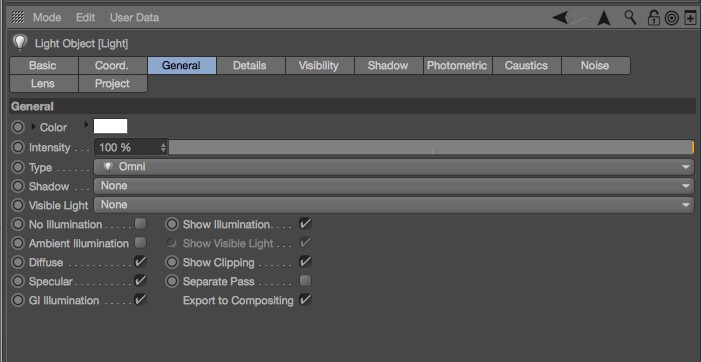 Mode Edit User Data
Light Object [Light]
Basic Coord. General Details Visibility Shadow Photometric Caustics Noise
Lens Project
General
Color
Intensity . . . 100 %
Type . . . . . . Omni
Shadow . . . None
Visible Light None
No Illumination . . . . Show Illumination. . . .
Ambient Illumination Show Visible Light . . .
Diffuse . . . . . . . . . . Show Clipping . . . . . .
Specular. . . . . . . . . Separate Pass . . . . . .
GI Illumination . . . . . Export to Compositing